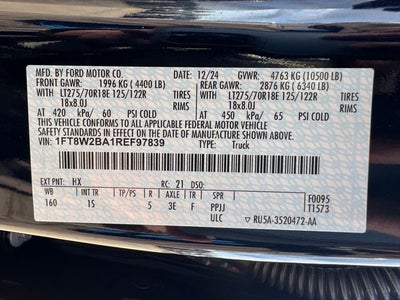 MFD. BY FORD MOTOR CO. 12/24 GVWR: 4763 KG (10500 LB)
FRONT GAWR: 1996 KG ( 4400 LB) REAR GAWR: 2876 KG ( 6340 LB)
LT275/70R18E 125/122R TIRES LT275/70R18E 125/122R TIRES
18x8.0J RIMS 18x8.0J RIMS
AT 420 kPa/ 60 PSI COLD AT 450 kPa/ 65 PSI COLD
THIS VEHICLE CONFORMS TO ALL APPLICABLE FEDERAL MOTOR VEHICLE
SAFETY STANDARDS IN EFFECT ON THE DATE OF MANUFACTURE SHOWN ABOVE.
VIN: 1FT8W2BA1REF97839 TYPE: Truck
EXT PNT: HX RC: 21 DSO: F0095
WB INT TR TP/PS R AXLE TR SPR T1573
160 1S 5 3E F PPJJ
ULC RU5A-3520472-AA